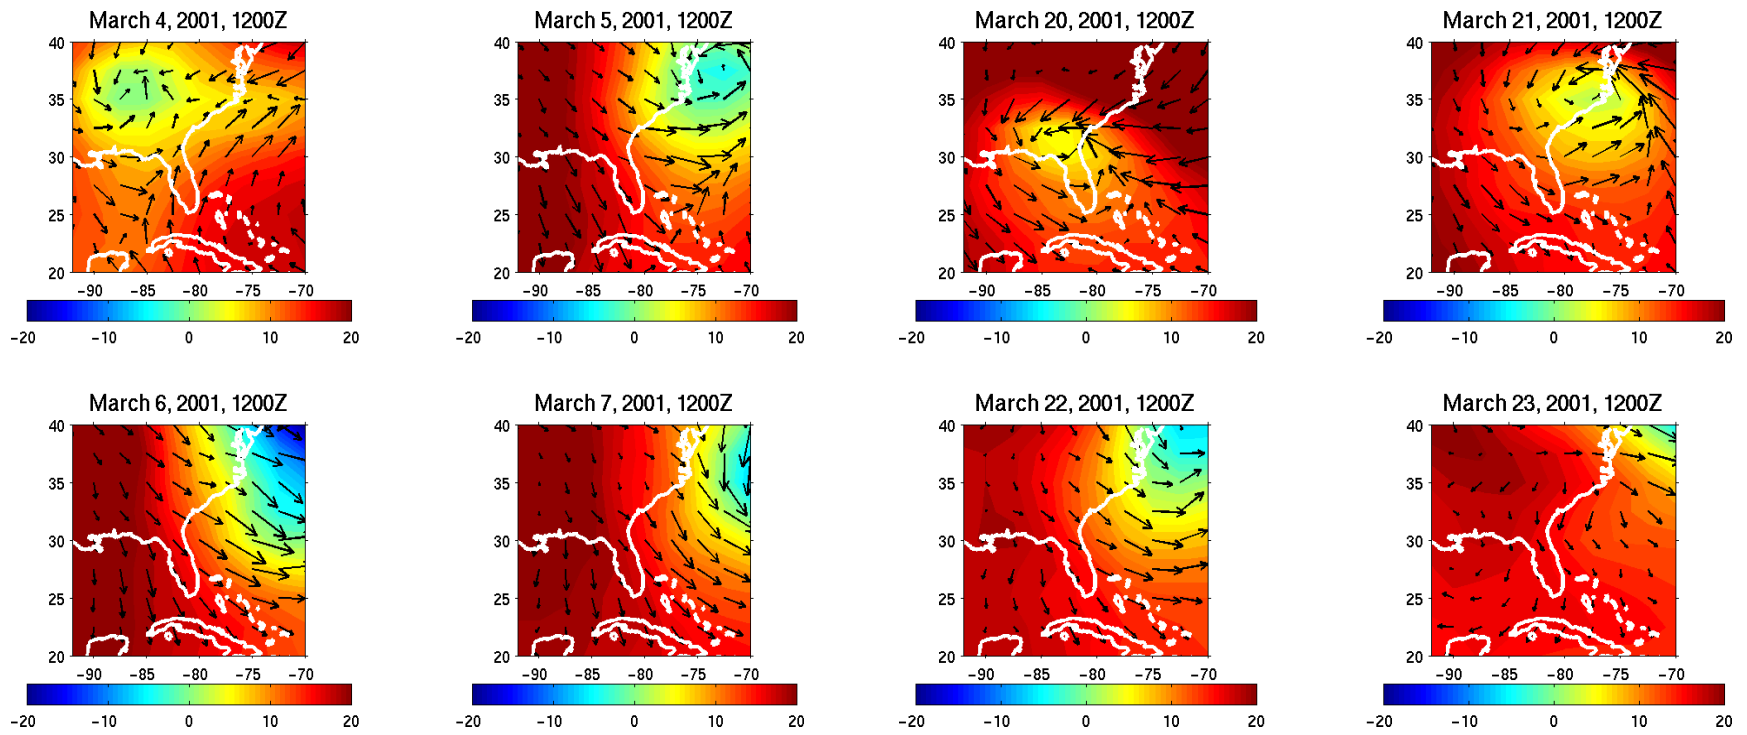 March 4, 2001, 1200Z
March 5, 2001, 1200Z
March 20, 2001, 1200Z
March 21, 2001, 1200Z
40 35 30 25 20
40 35 30 25 20
40 35 30 25 20
40 35 30 25 20
−90 −85 −80 −75 −70
−90 −85 −80 −75 −70
−90 −85 −80 −75 −70
−90 −85 −80 −75 −70
−20 −10 0 10 20
−20 −10 0 10 20
−20 −10 0 10 20
−20 −10 0 10 20
March 6, 2001, 1200Z
March 7, 2001, 1200Z
March 22, 2001, 1200Z
March 23, 2001, 1200Z
40 35 30 25 20
40 35 30 25 20
40 35 30 25 20
40 35 30 25 20
−90 −85 −80 −75 −70
−90 −85 −80 −75 −70
−90 −85 −80 −75 −70
−90 −85 −80 −75 −70
−20 −10 0 10 20
−20 −10 0 10 20
−20 −10 0 10 20
−20 −10 0 10 20